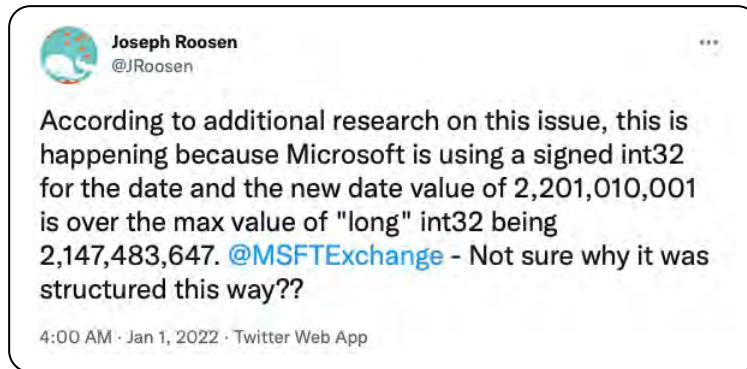 Joseph Roosen
@JRoosen
According to additional research on this issue, this is
happening because Microsoft is using a signed int32
for the date and the new date value of 2,201,010,001
is over the max value of "long" int32 being
2,147,483,647. @MSFTExchange - Not sure why it was
structured this way??
4:00 AM · Jan 1, 2022 · Twitter Web App